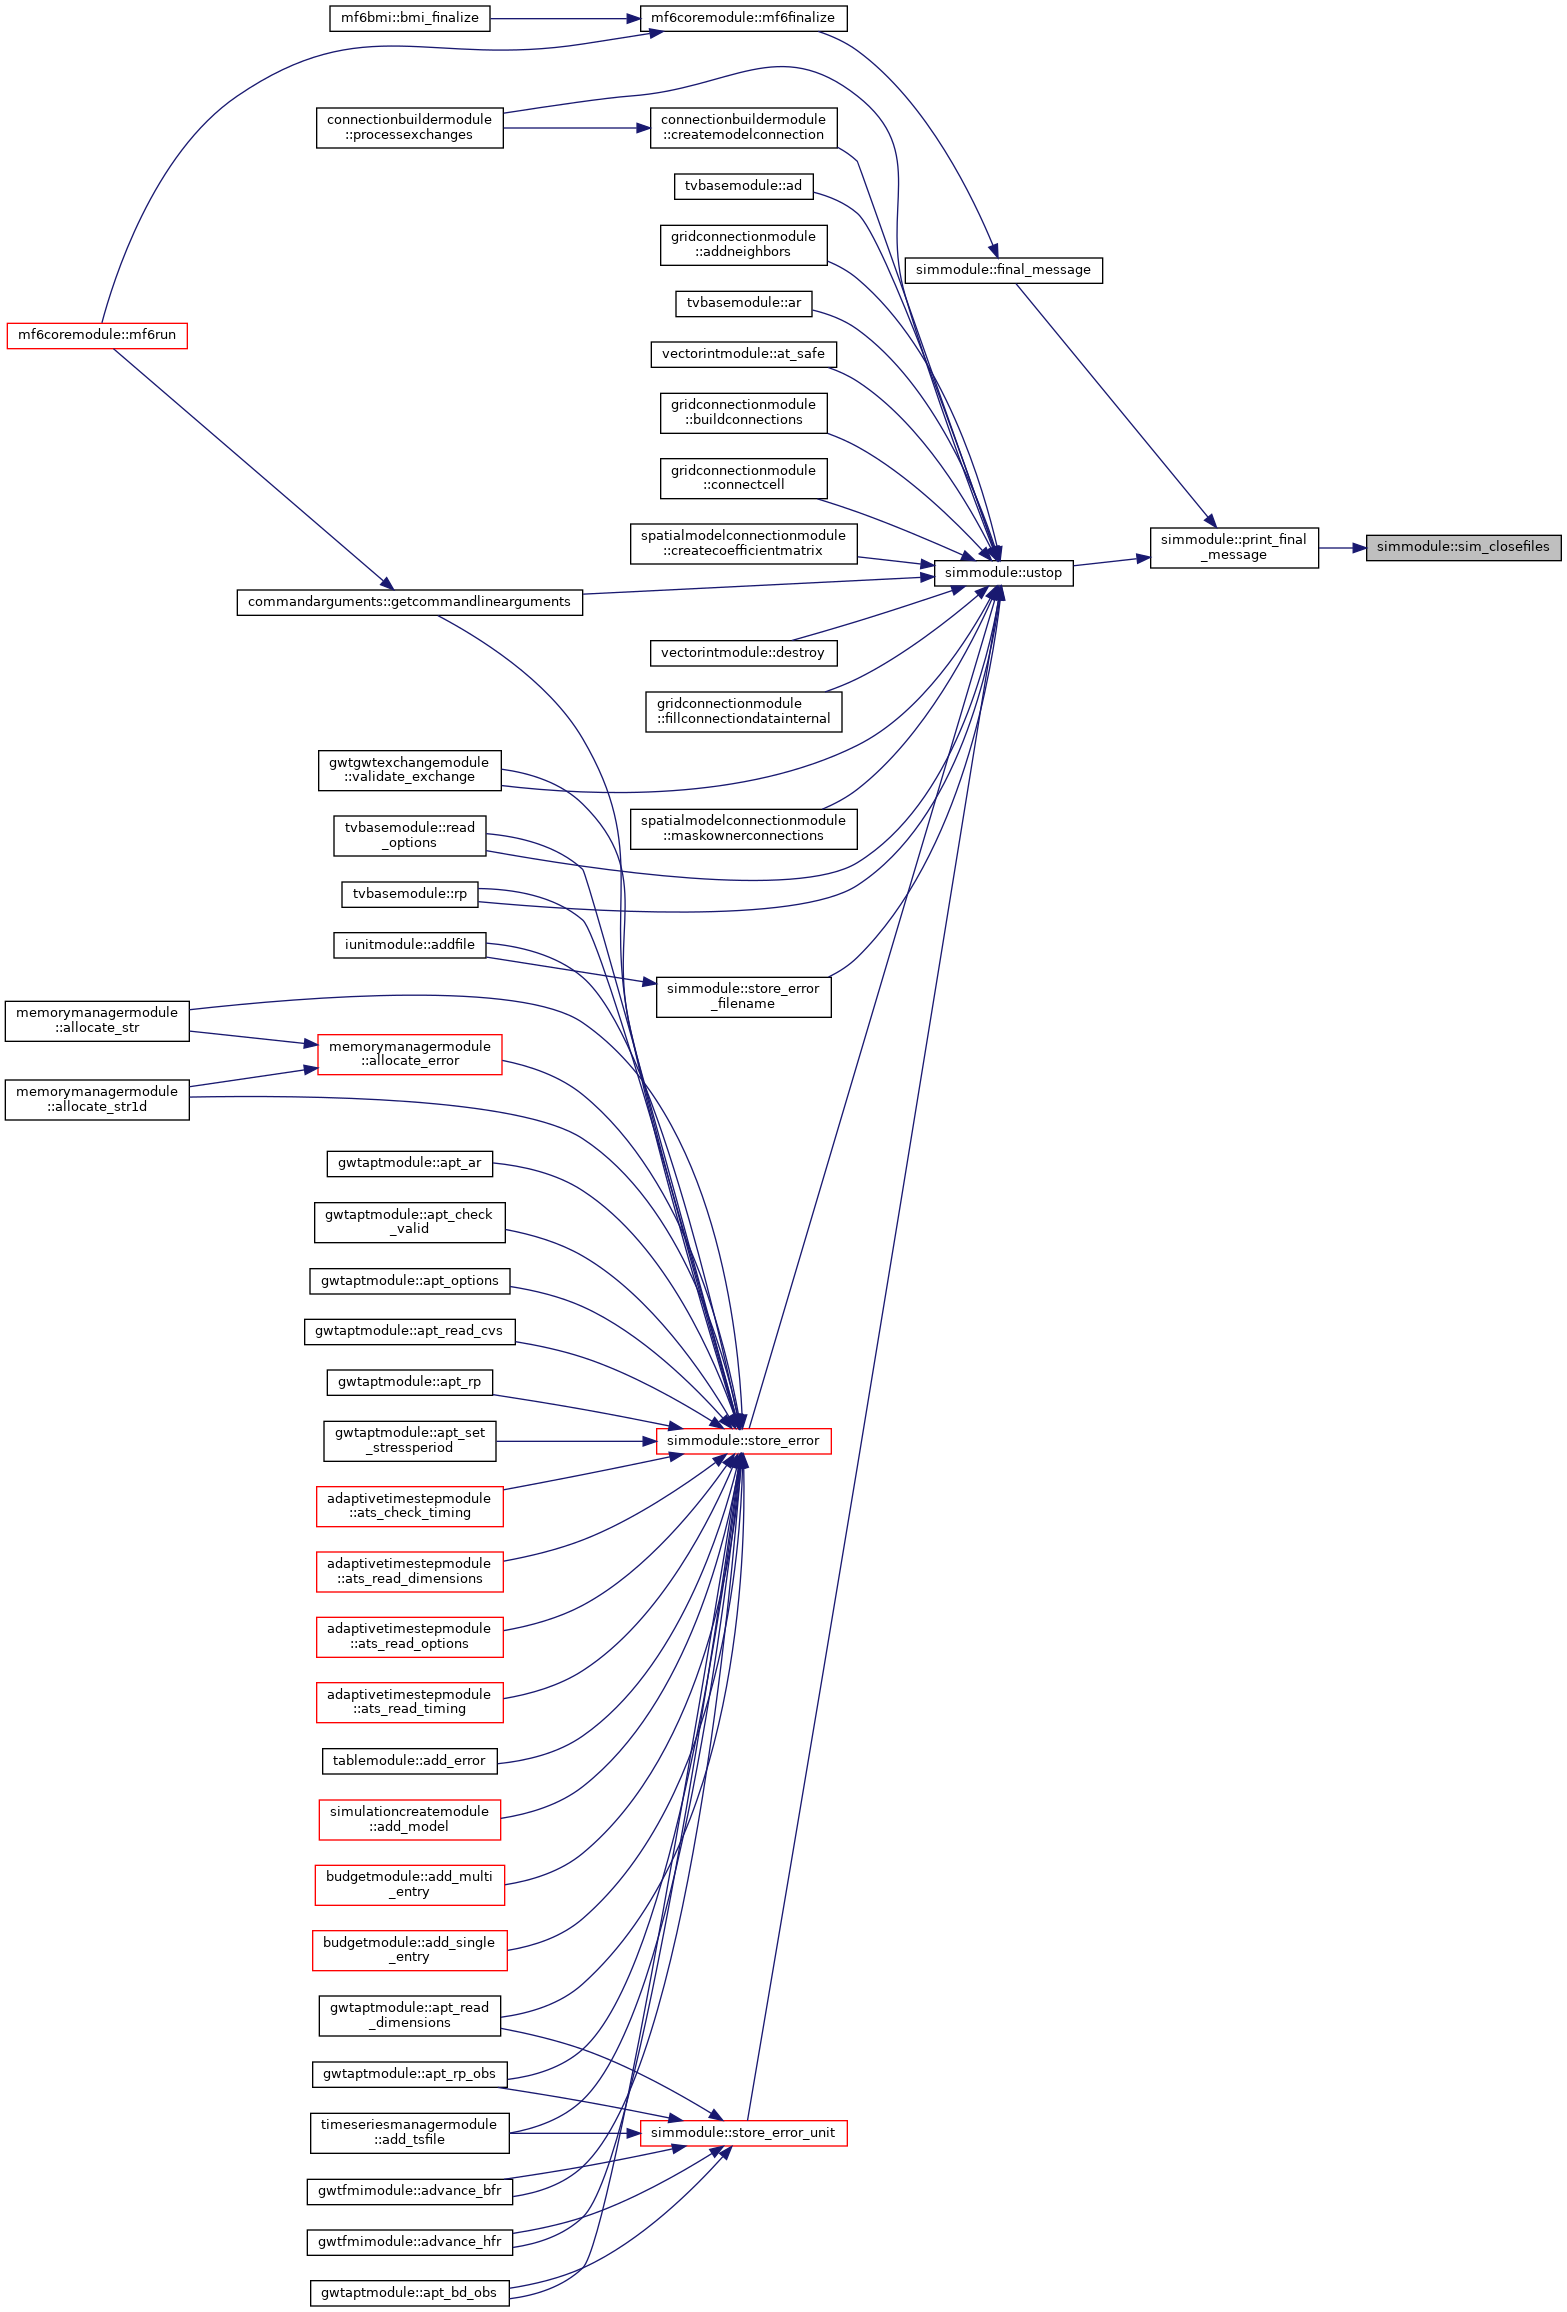 mf6bmi::bmi_finalize
mf6coremodule::mf6finalize
connectionbuildermodule
::processexchanges
connectionbuildermodule
::createmodelconnection
tvbasemodule::ad
gridconnectionmodule
::addneighbors
simmodule::final_message
tvbasemodule::ar
mf6coremodule::mf6run
vectorintmodule::at_safe
gridconnectionmodule
::buildconnections
gridconnectionmodule
::connectcell
spatialmodelconnectionmodule
::createcoefficientmatrix
simmodule::print_final
_message
simmodule::sim_closefiles
simmodule::ustop
commandarguments::getcommandlinearguments
vectorintmodule::destroy
gridconnectionmodule
::fillconnectiondatainternal
gwtgwtexchangemodule
::validate_exchange
spatialmodelconnectionmodule
::maskownerconnections
tvbasemodule::read
_options
tvbasemodule::rp
iunitmodule::addfile
simmodule::store_error
_filename
memorymanagermodule
::allocate_str
memorymanagermodule
::allocate_error
memorymanagermodule
::allocate_str1d
gwtaptmodule::apt_ar
gwtaptmodule::apt_check
_valid
gwtaptmodule::apt_options
gwtaptmodule::apt_read_cvs
gwtaptmodule::apt_rp
gwtaptmodule::apt_set
_stressperiod
simmodule::store_error
adaptivetimestepmodule
::ats_check_timing
adaptivetimestepmodule
::ats_read_dimensions
adaptivetimestepmodule
::ats_read_options
adaptivetimestepmodule
::ats_read_timing
tablemodule::add_error
simulationcreatemodule
::add_model
budgetmodule::add_multi
_entry
budgetmodule::add_single
_entry
gwtaptmodule::apt_read
_dimensions
gwtaptmodule::apt_rp_obs
timeseriesmanagermodule
::add_tsfile
simmodule::store_error_unit
gwtfmimodule::advance_bfr
gwtfmimodule::advance_hfr
gwtaptmodule::apt_bd_obs